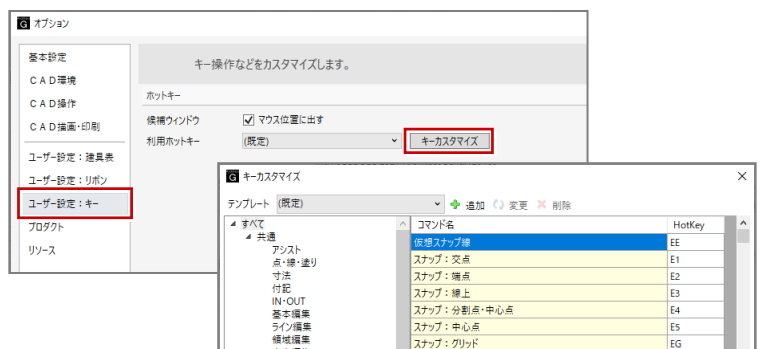 G オプション
基本設定
ＣＡＤ環境
ＣＡＤ操作
ＣＡＤ描画・印刷
ユーザー設定：建具表
ユーザー設定：リボン
ユーザー設定：キー
プロダクト
リソース
キー操作などをカスタマイズします。
ホットキー
候補ウィンドウ マウス位置に出す
利用ホットキー (既定) キーカスタマイズ
G キーカスタマイズ
テンプレート (既定) 追加 変更 削除
すべて
共通
アシスト
点・線・塗り
寸法
付記
IN・OUT
基本編集
ライン編集
領域編集
コマンド名 HotKey
仮想スナップ線 EE
スナップ：交点 E1
スナップ：端点 E2
スナップ：線上 E3
スナップ：分割点・中心点 E4
スナップ：中心点 E5
スナップ：グリッド EG